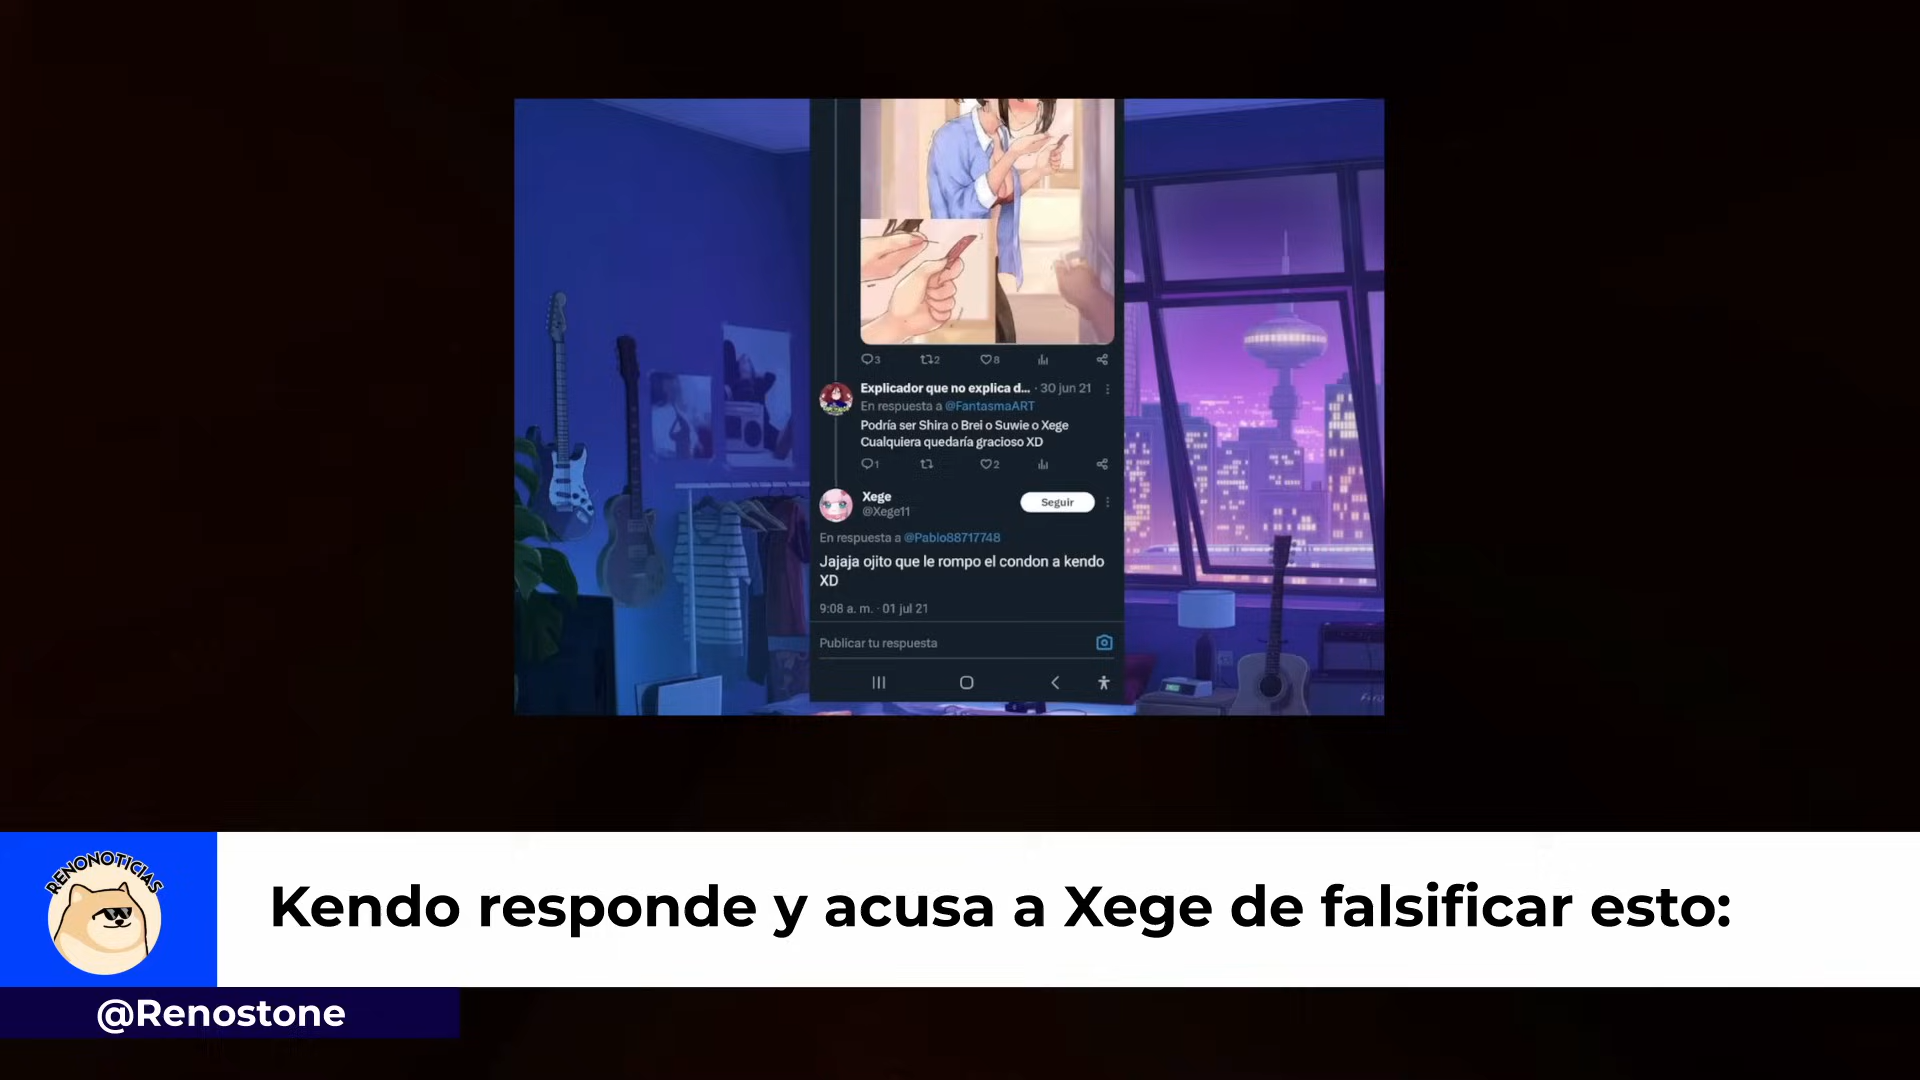 3 2 8
Explicador que no explica d... · 30 jun 21
En respuesta a @FantasmaART
Podría ser Shira o Brei o Suwie o Xege
Cualquiera quedaría gracioso XD
1 2
Xege
@Xege11
Seguir
En respuesta a @Pablo88717748
Jajaja ojito que le rompo el condon a kendo
XD
9:08 a. m. · 01 jul 21
Publicar tu respuesta
RENONOTICIAS
Kendo responde y acusa a Xege de falsificar esto:
@Renostone